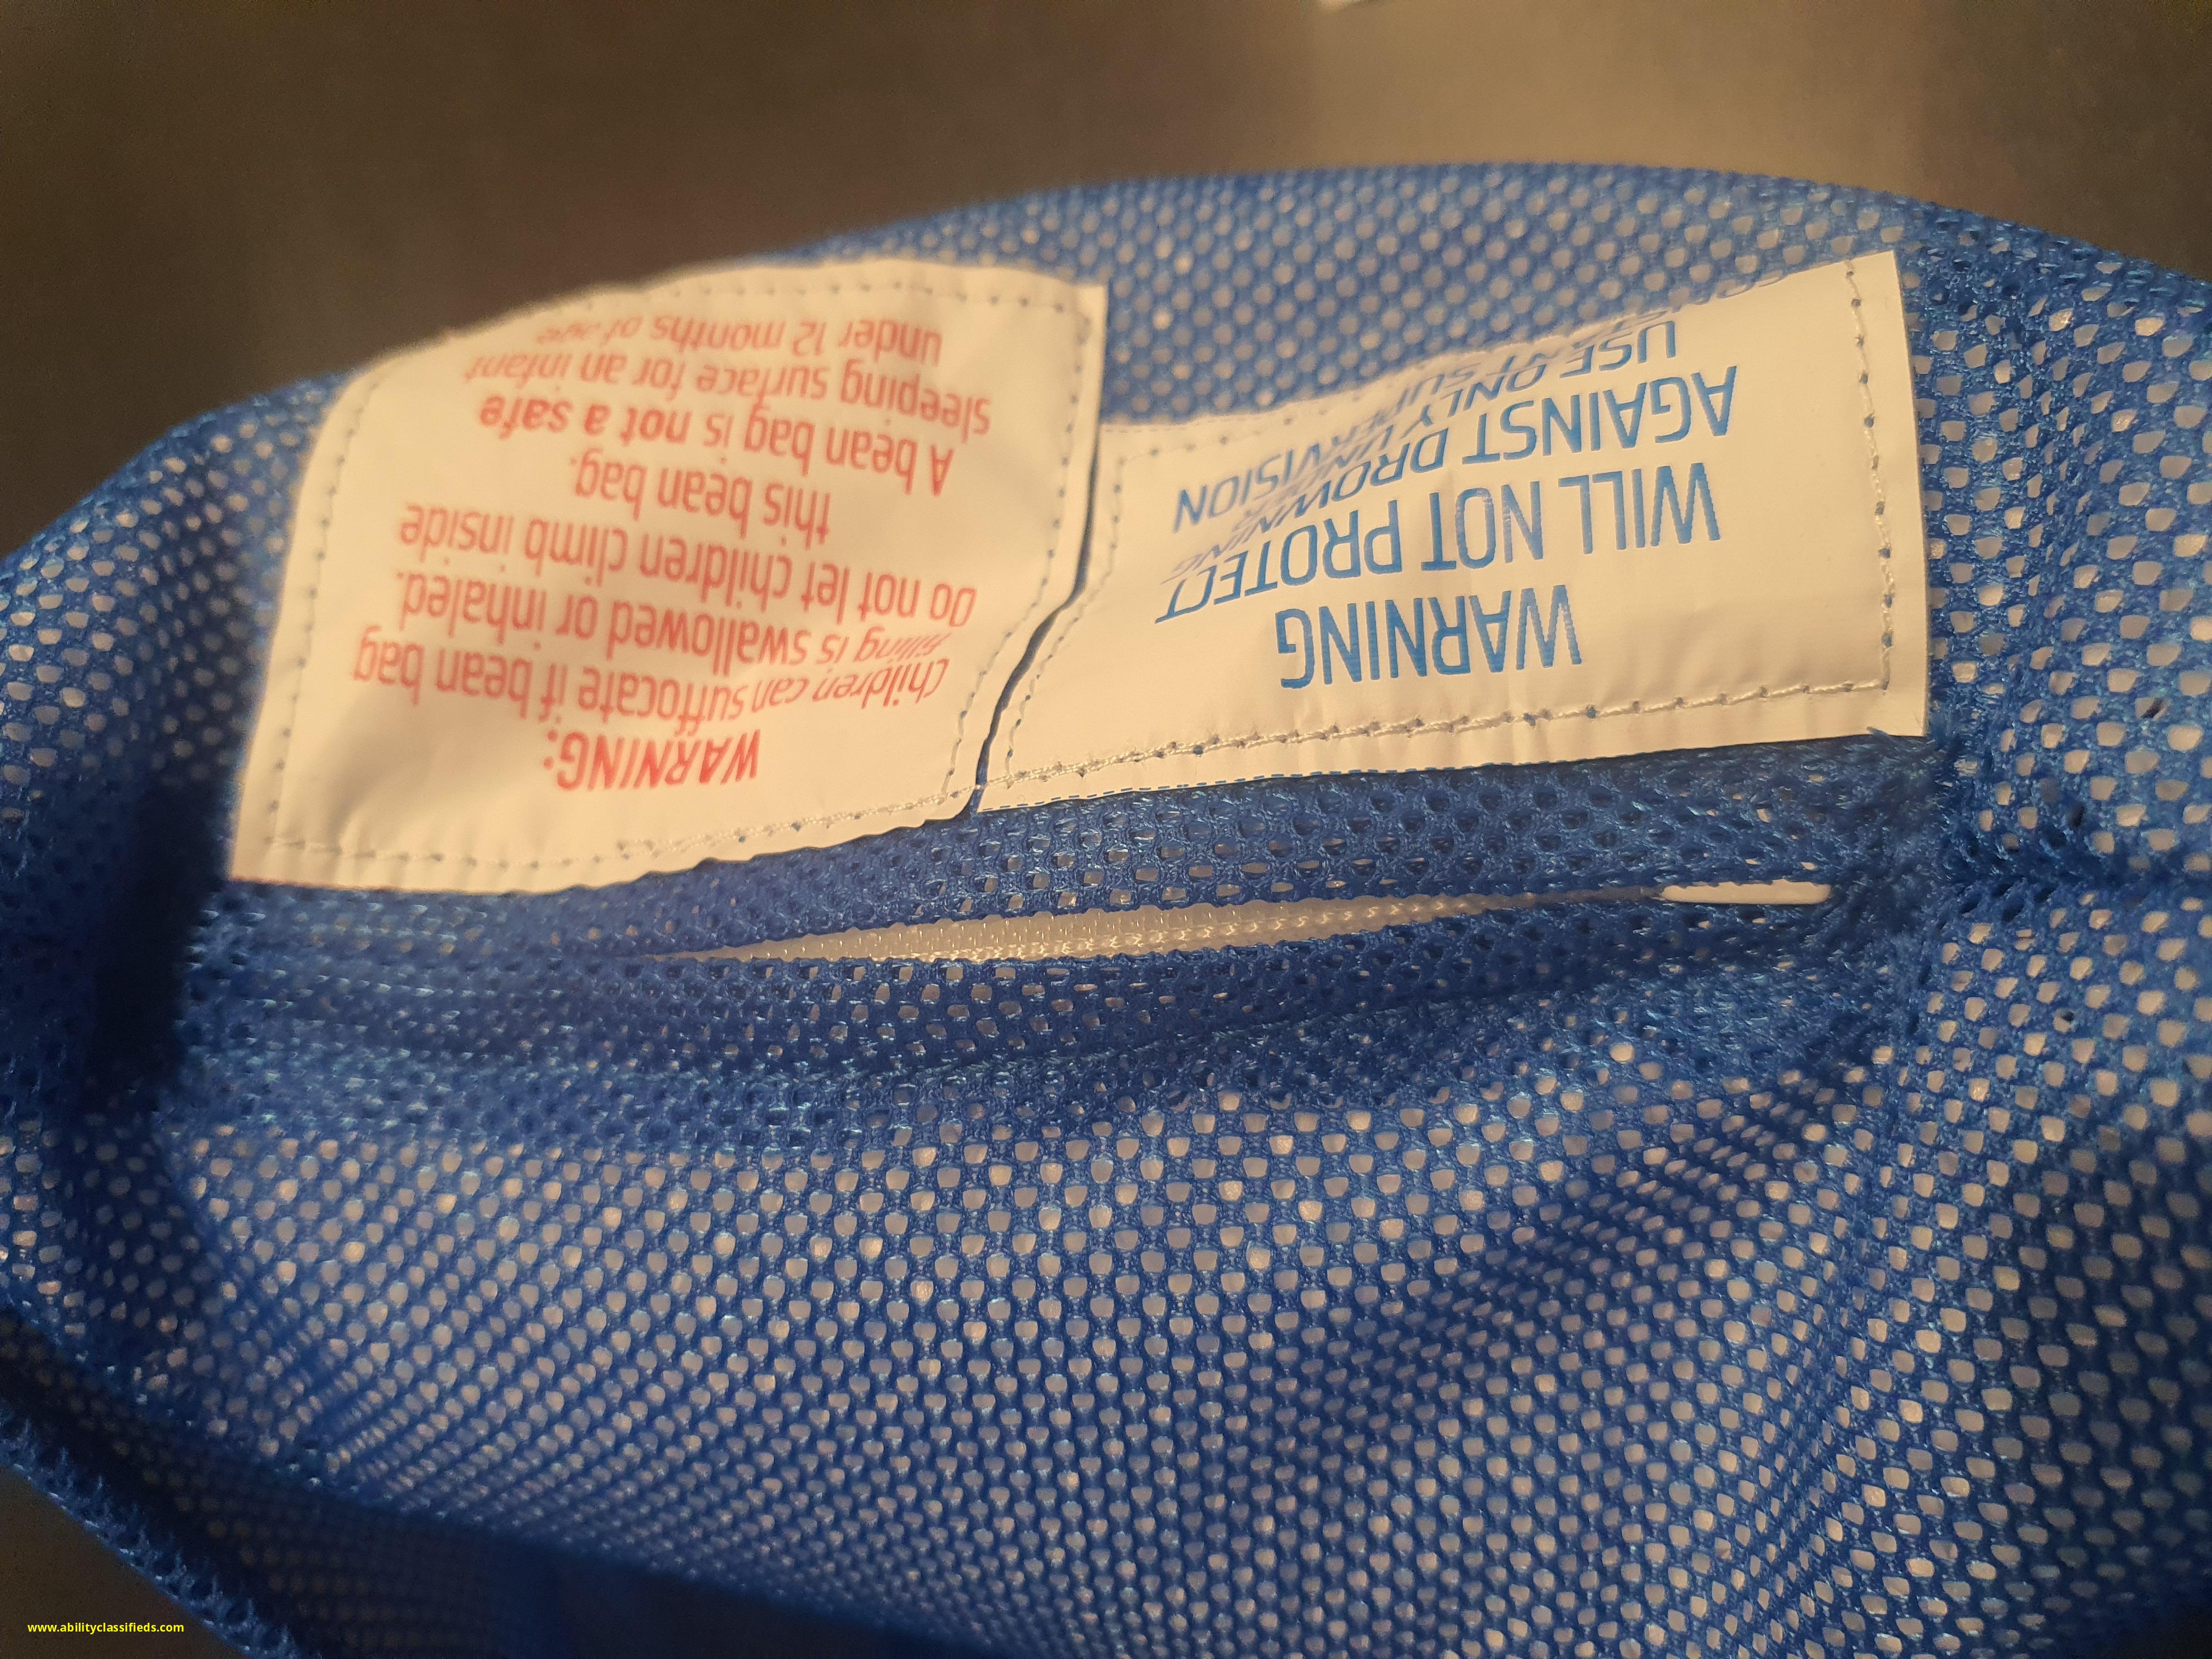 WARNING
WILL NOT PROTECT
AGAINST DROWNING
USE ONLY UNDER
SUPERVISION
WARNING:
Children can suffocate if bean bag
filling is swallowed or inhaled.
Do not let children climb inside
this bean bag.
A bean bag is not a safe
sleeping surface for an infant
under 12 months of age
www.abilityclassifieds.com